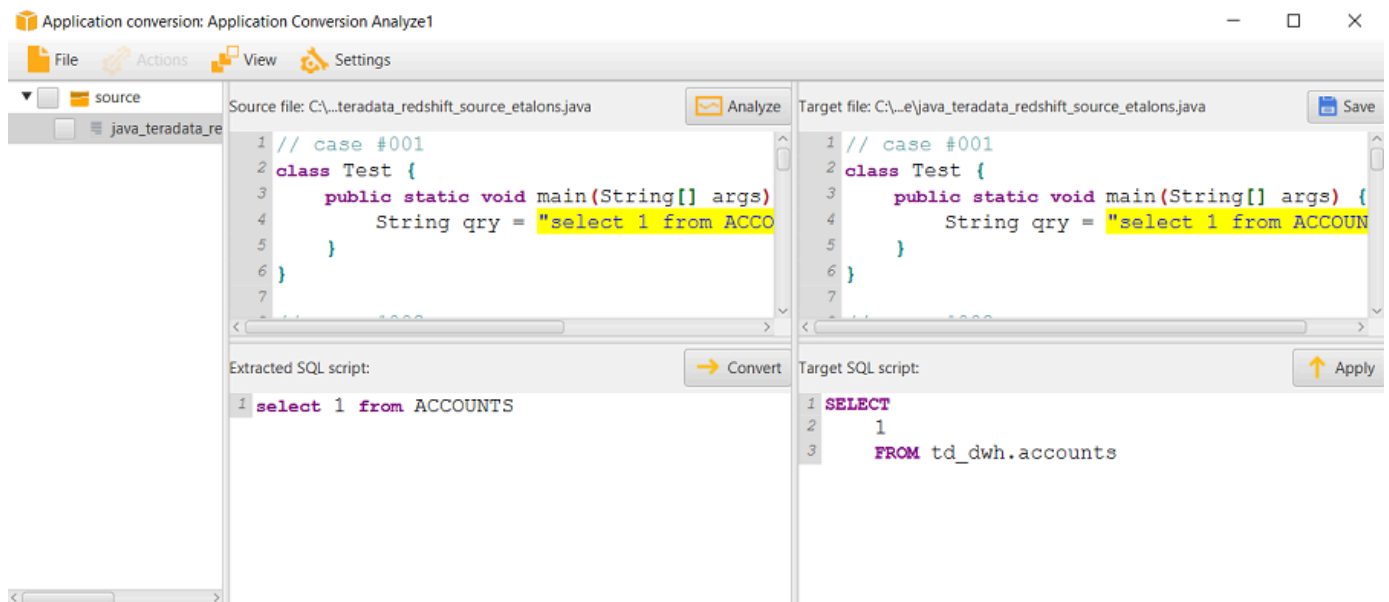 Application conversion: Application Conversion Analyze1
File Actions View Settings
source
java_teradata_re
Source file: C:\...teradata_redshift_source_etalons.java
Analyze
1 // case #001
2 class Test {
3 public static void main(String[] args)
4 String qry = "select 1 from ACCO
5 }
6 }
7
Target file: C:\...e\java_teradata_redshift_source_etalons.java
Save
1 // case #001
2 class Test {
3 public static void main(String[] args) {
4 String qry = "select 1 from ACCOUN
5 }
6 }
7
Extracted SQL script:
Convert
1 select 1 from ACCOUNTS
Target SQL script:
Apply
1 SELECT
2 1
3 FROM td_dwh.accounts